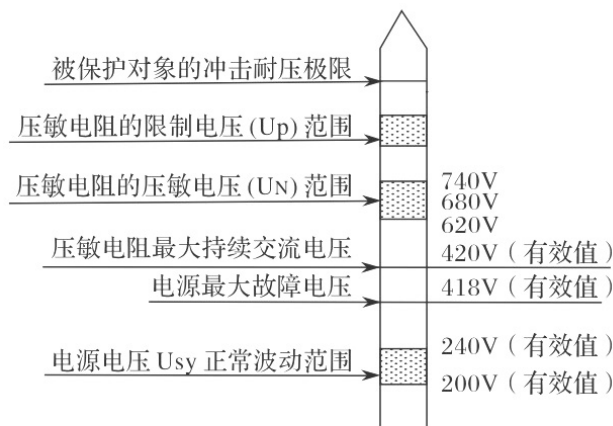 被保护对象的冲击耐压极限
压敏电阻的限制电压(Up)范围
压敏电阻的压敏电压(UN)范围
740V
680V
620V
压敏电阻最大持续交流电压
420V(有效值)
电源最大故障电压
418V(有效值)
电源电压 Usy 正常波动范围
240V(有效值)
200V(有效值)